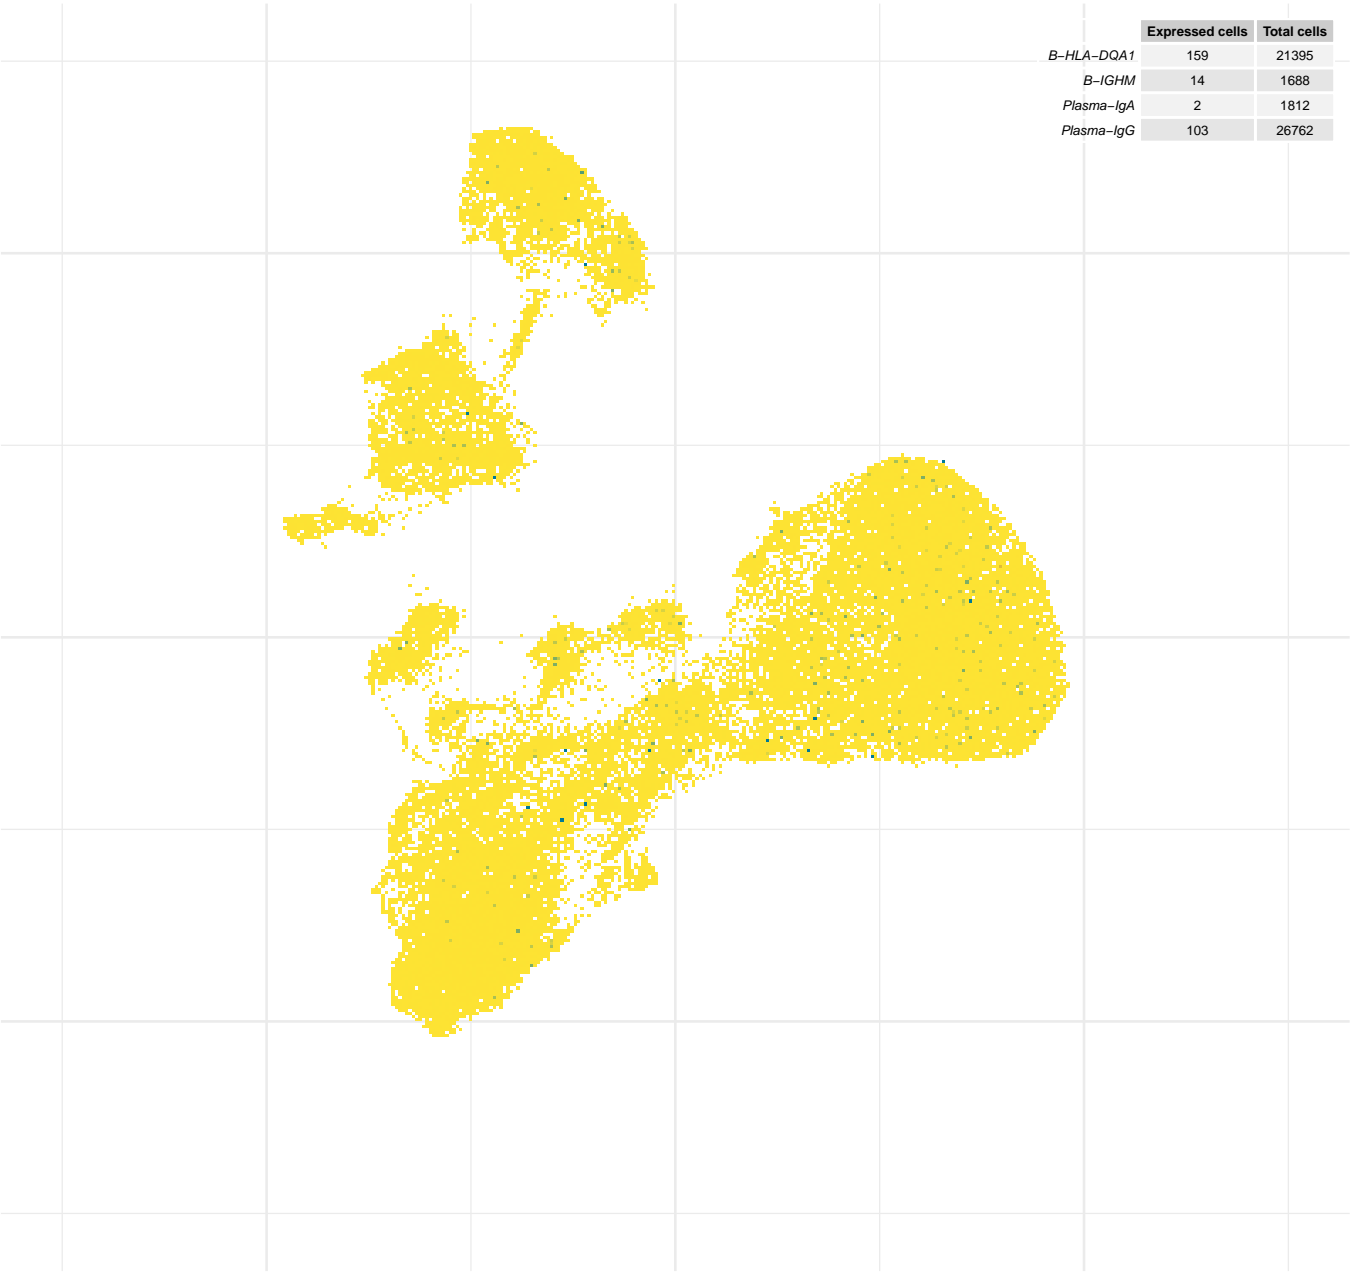 Expressed cells Total cells
B−HLA−DQA1 159 21395
B−IGHM 14 1688
Plasma−IgA 2 1812
Plasma−IgG 103 26762